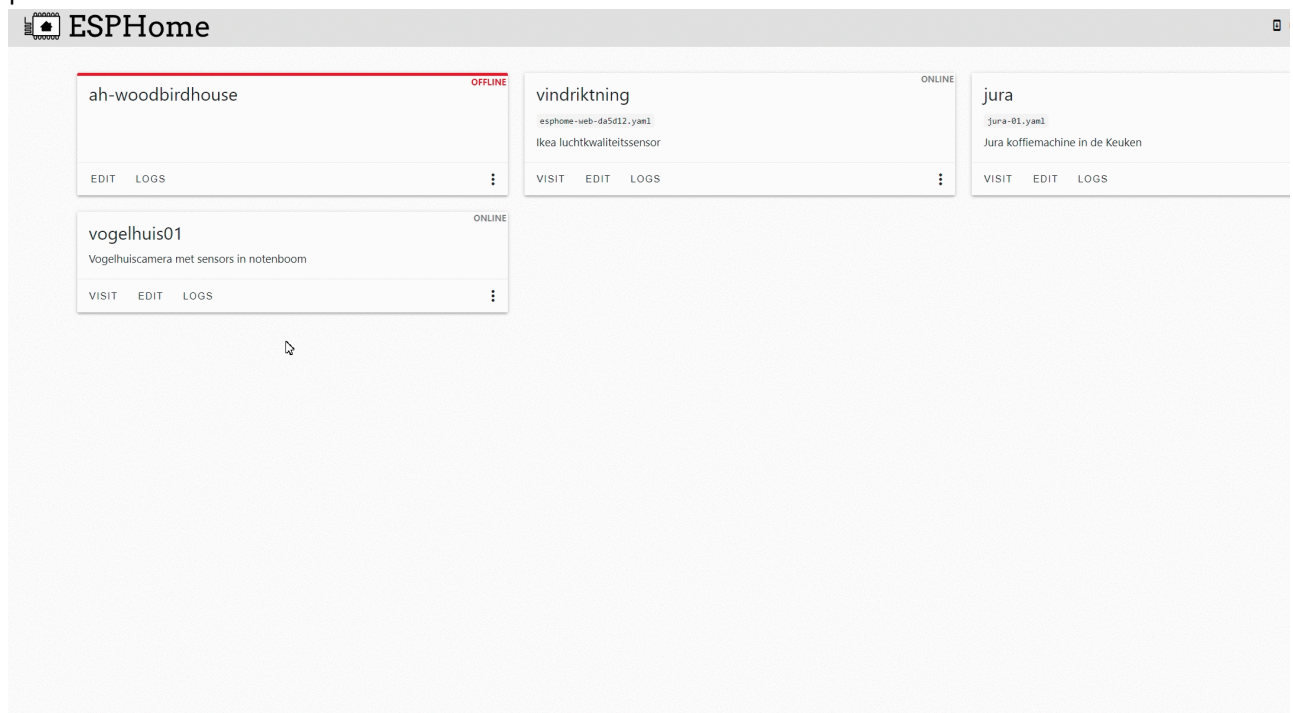 ESPHome
OFFLINE
ah-woodbirdhouse
EDIT LOGS
ONLINE
vindriktning
esphome-web-da5d12.yaml
Ikea luchtkwaliteitssensor
VISIT EDIT LOGS
jura
jura-01.yaml
Jura koffiemachine in de Keuken
VISIT EDIT LOGS
ONLINE
vogelhuis01
Vogelhuiscamera met sensors in notenboom
VISIT EDIT LOGS